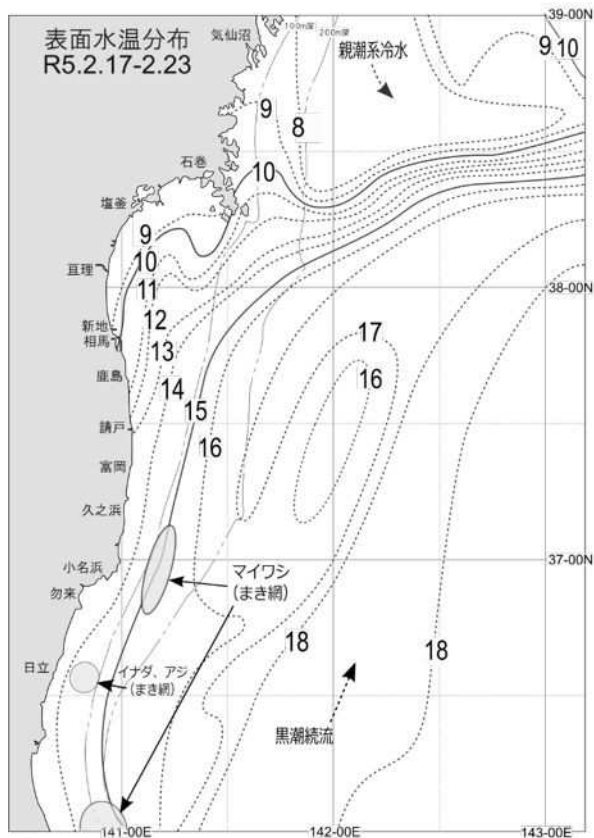 表面水温分布
R5.2.17-2.23
気仙沼
100m深
200m深
親潮系冷水
39-00N
9
10
9
8
石巻
10
塩釜
9
亘理
10
38-00N
11
新地
12
相馬
13
17
鹿島
14
16
15
請戸
16
富岡
久之浜
37-00N
小名浜
マイワシ
(まき網)
勿来
18
18
日立
イナダ、アジ
(まき網)
黒潮続流
141-00E
142-00E
143-00E